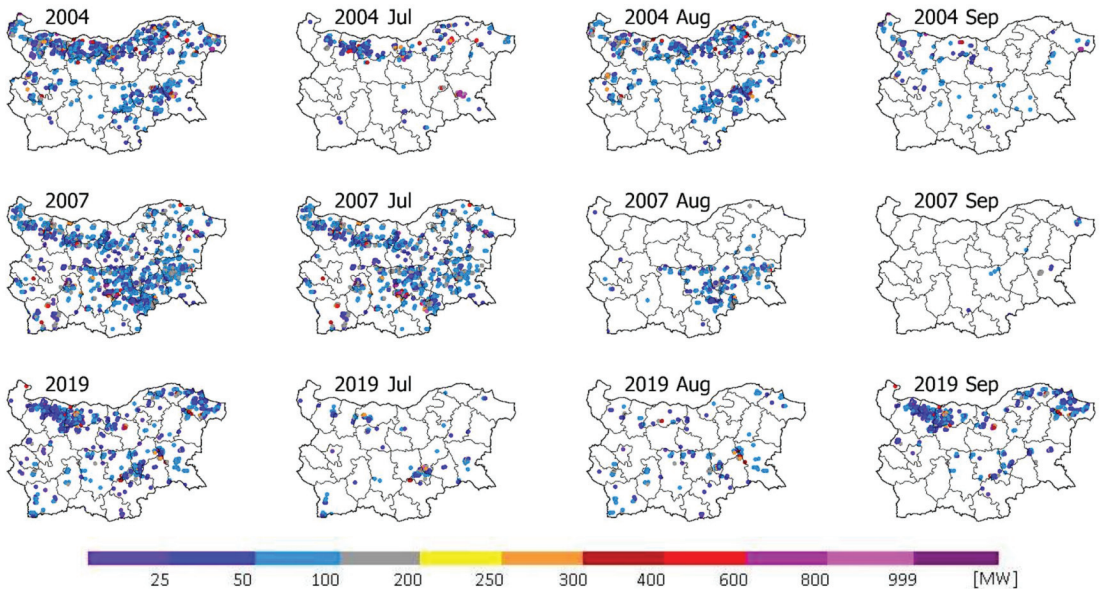 2004
2004 Jul
2004 Aug
2004 Sep
2007
2007 Jul
2007 Aug
2007 Sep
2019
2019 Jul
2019 Aug
2019 Sep
25 50 100 200 250 300 400 600 800 999 [MW]